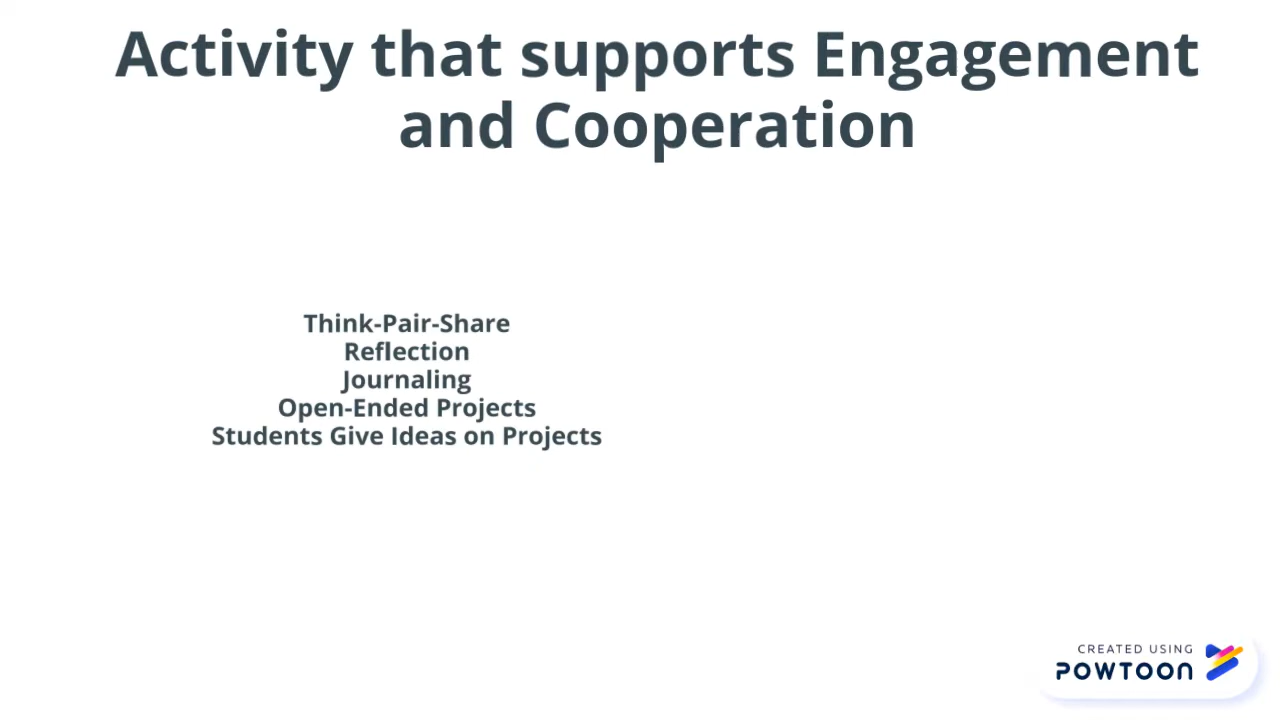 Activity that supports Engagement
and Cooperation
Think-Pair-Share
Reflection
Journaling
Open-Ended Projects
Students Give Ideas on Projects
CREATED USING
POWTOON